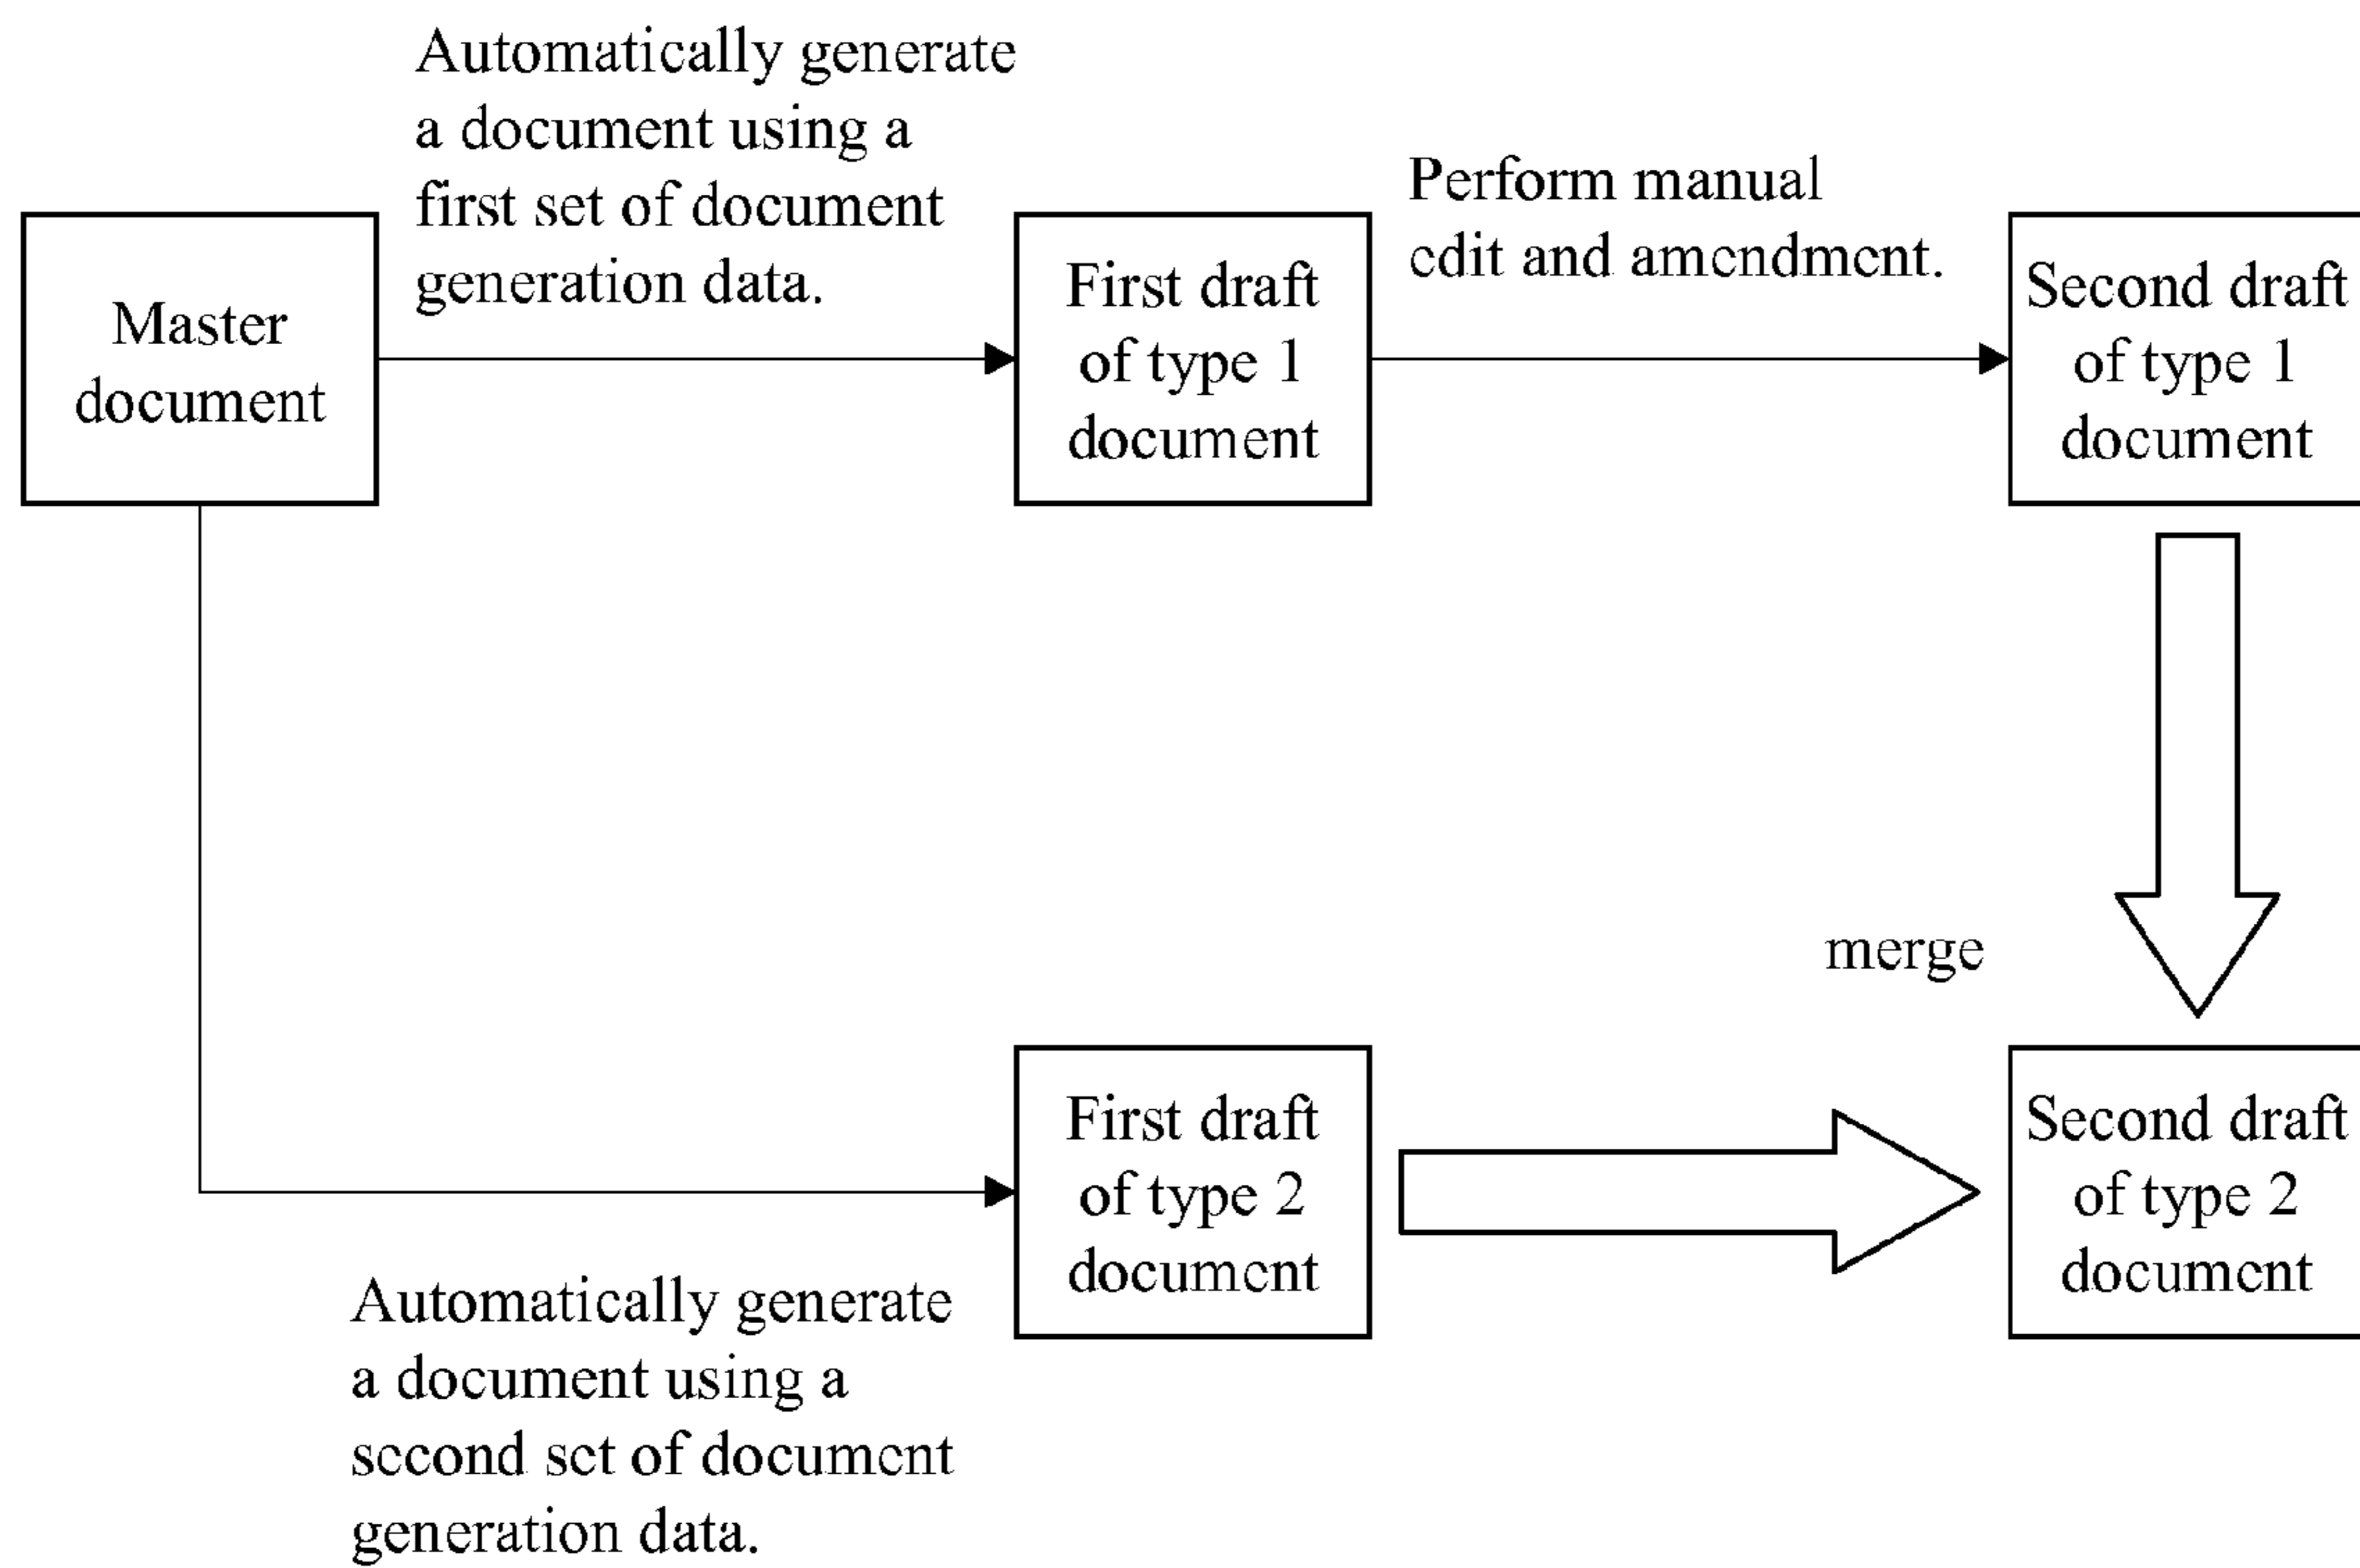 Automatically generate
a document using a
first set of document
generation data.
Perform manual
edit and amendment.
Master
document
First draft
of type 1
document
Second draft
of type 1
document
merge
First draft
of type 2
document
Second draft
of type 2
document
Automatically generate
a document using a
second set of document
generation data.